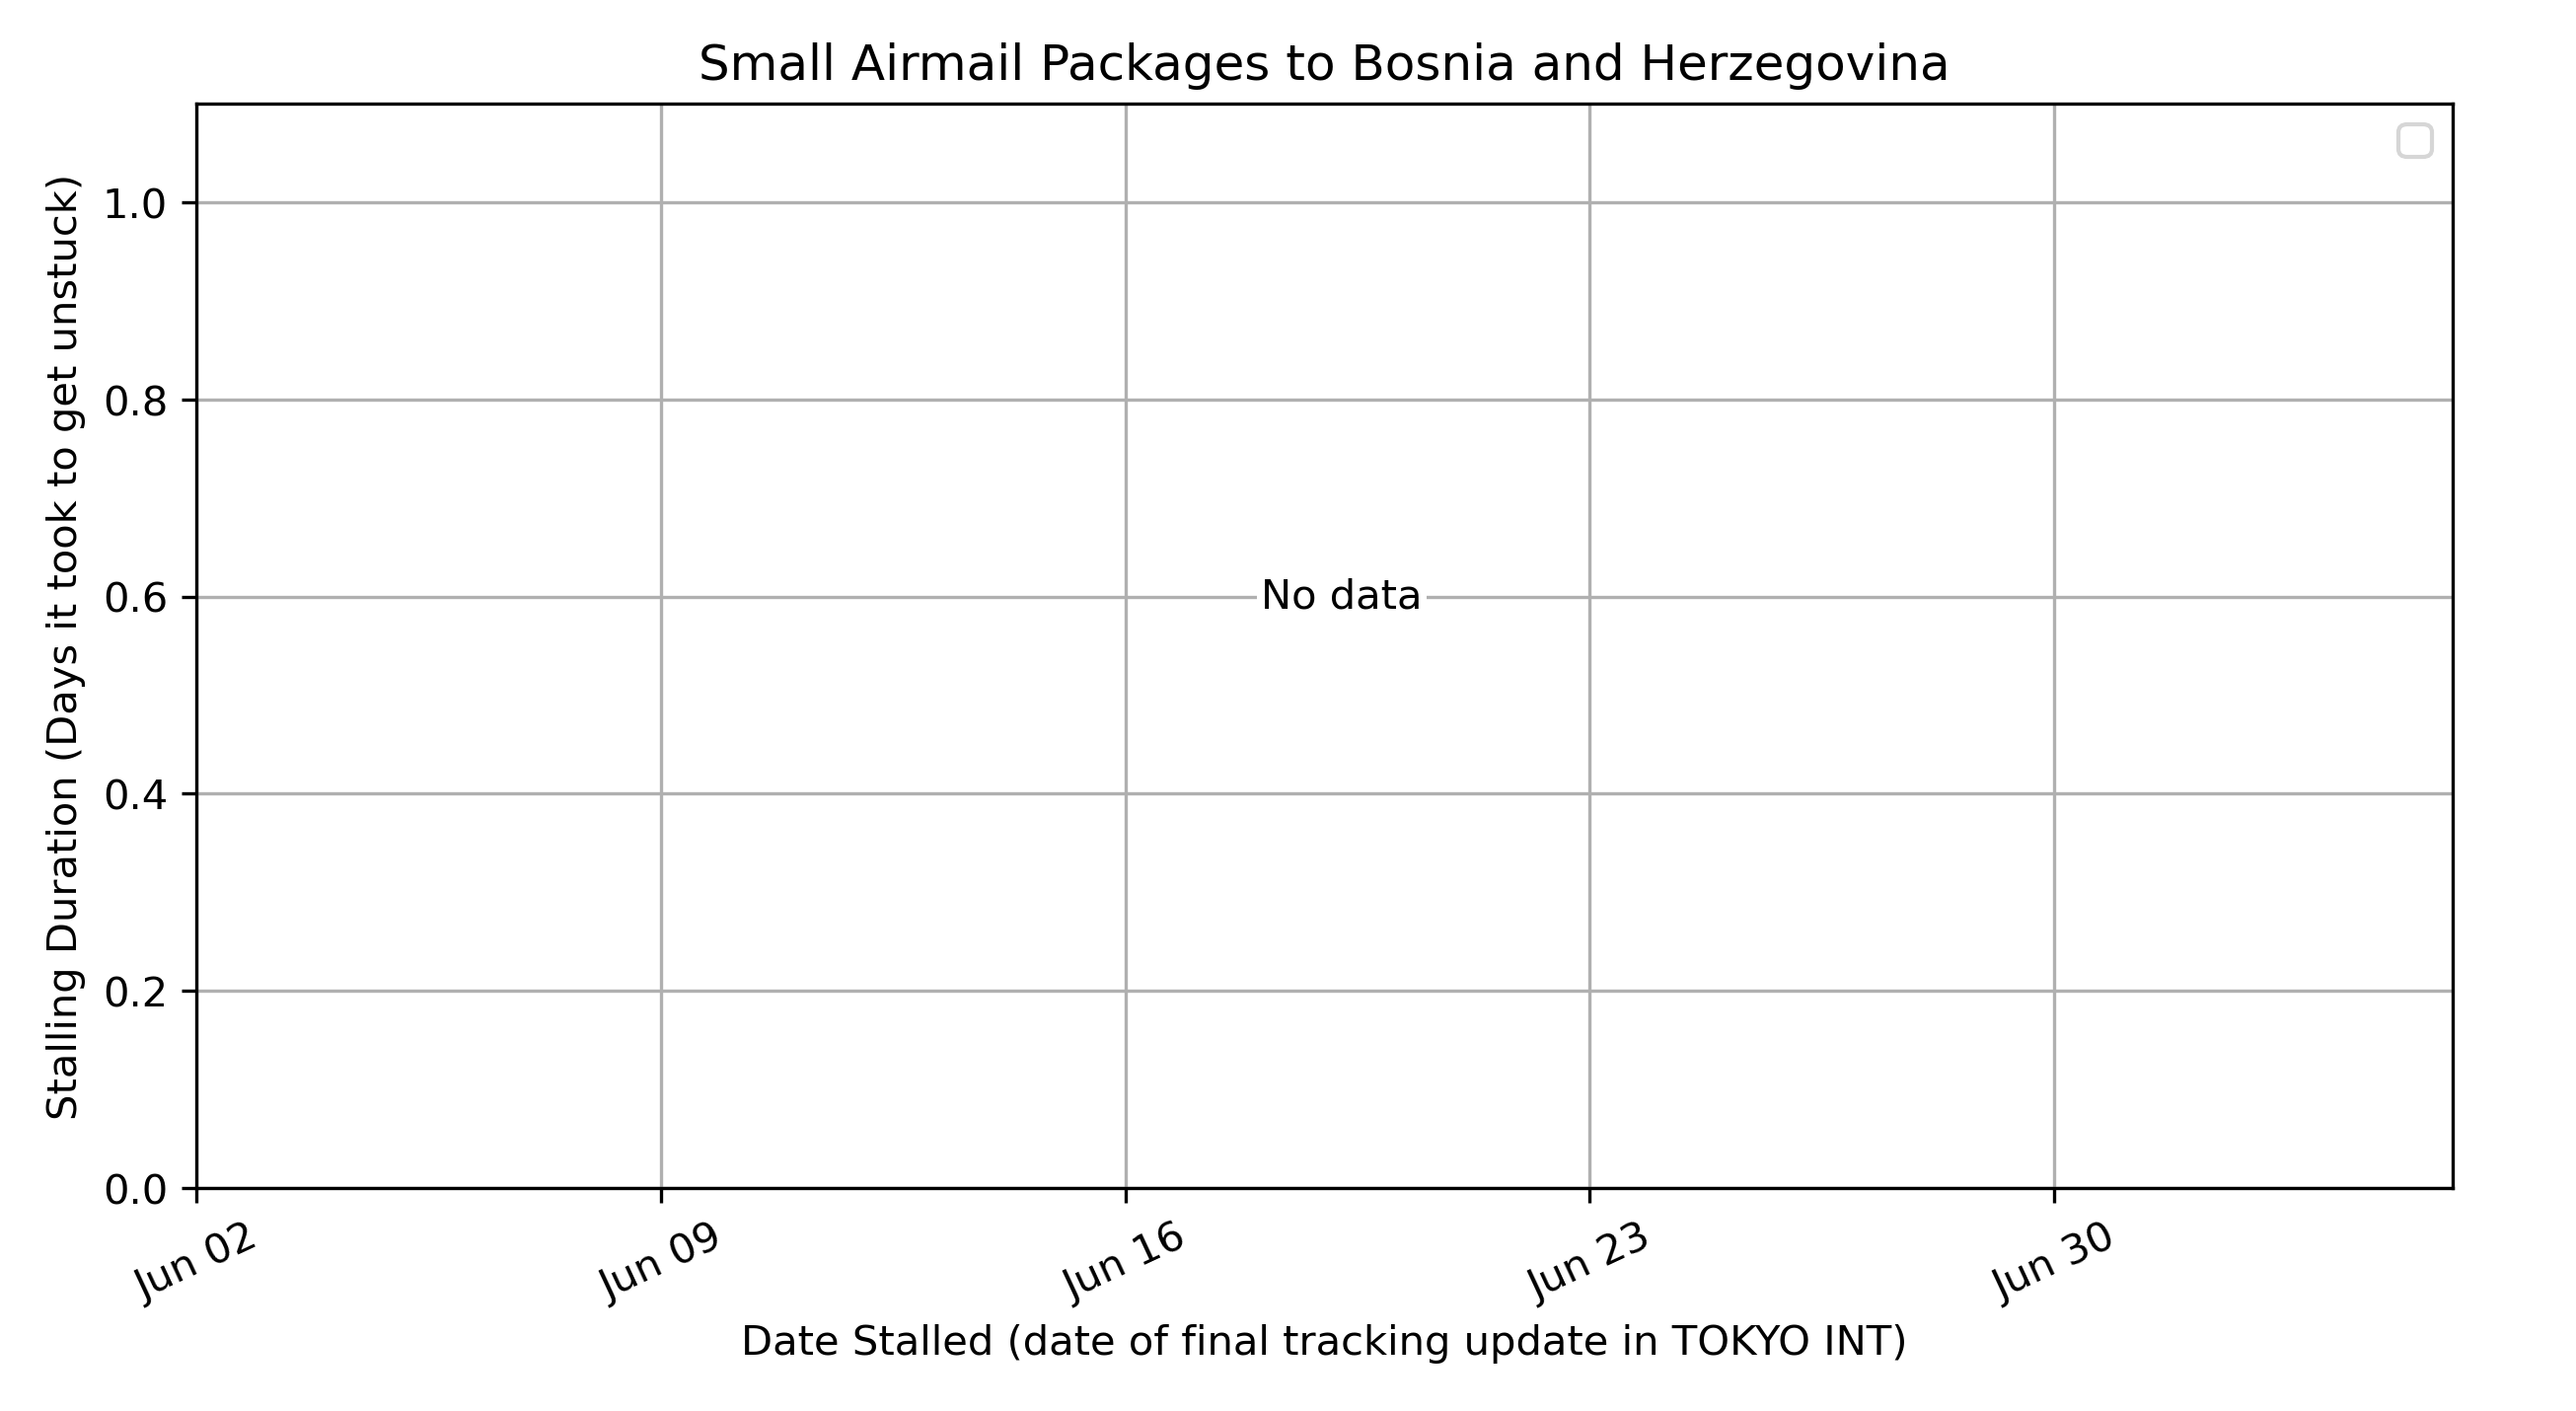 Small Airmail Packages to Bosnia and Herzegovina
Stalling Duration (Days it took to get unstuck)
1.0
0.8
0.6
0.4
0.2
0.0
No data
Jun 02
Jun 09
Jun 16
Jun 23
Jun 30
Date Stalled (date of final tracking update in TOKYO INT)